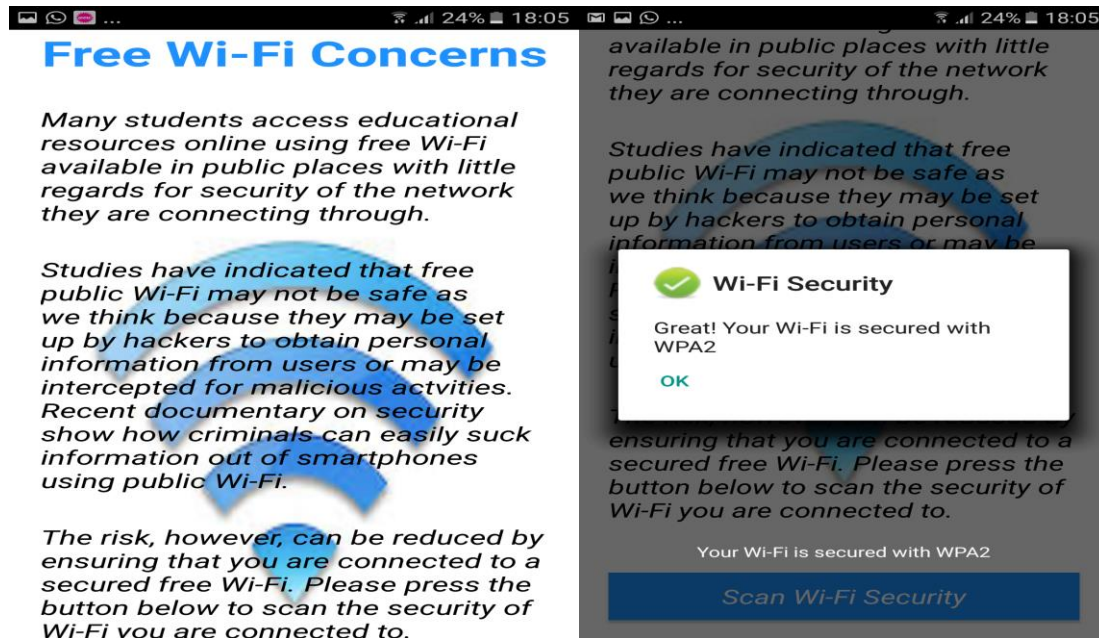 ... 24% 18:05
Free Wi-Fi Concerns
Many students access educational
resources online using free Wi-Fi
available in public places with little
regards for security of the network
they are connecting through.
Studies have indicated that free
public Wi-Fi may not be safe as
we think because they may be set
up by hackers to obtain personal
information from users or may be
intercepted for malicious actvities.
Recent documentary on security
show how criminals can easily suck
information out of smartphones
using public Wi-Fi.
The risk, however, can be reduced by
ensuring that you are connected to a
secured free Wi-Fi. Please press the
button below to scan the security of
Wi-Fi you are connected to.
... 24% 18:05
available in public places with little
regards for security of the network
they are connecting through.
Studies have indicated that free
public Wi-Fi may not be safe as
we think because they may be set
up by hackers to obtain personal
information from users or may be
Wi-Fi Security
Great! Your Wi-Fi is secured with
WPA2
OK
ensuring that you are connected to a
secured free Wi-Fi. Please press the
button below to scan the security of
Wi-Fi you are connected to.
Your Wi-Fi is secured with WPA2
Scan Wi-Fi Security